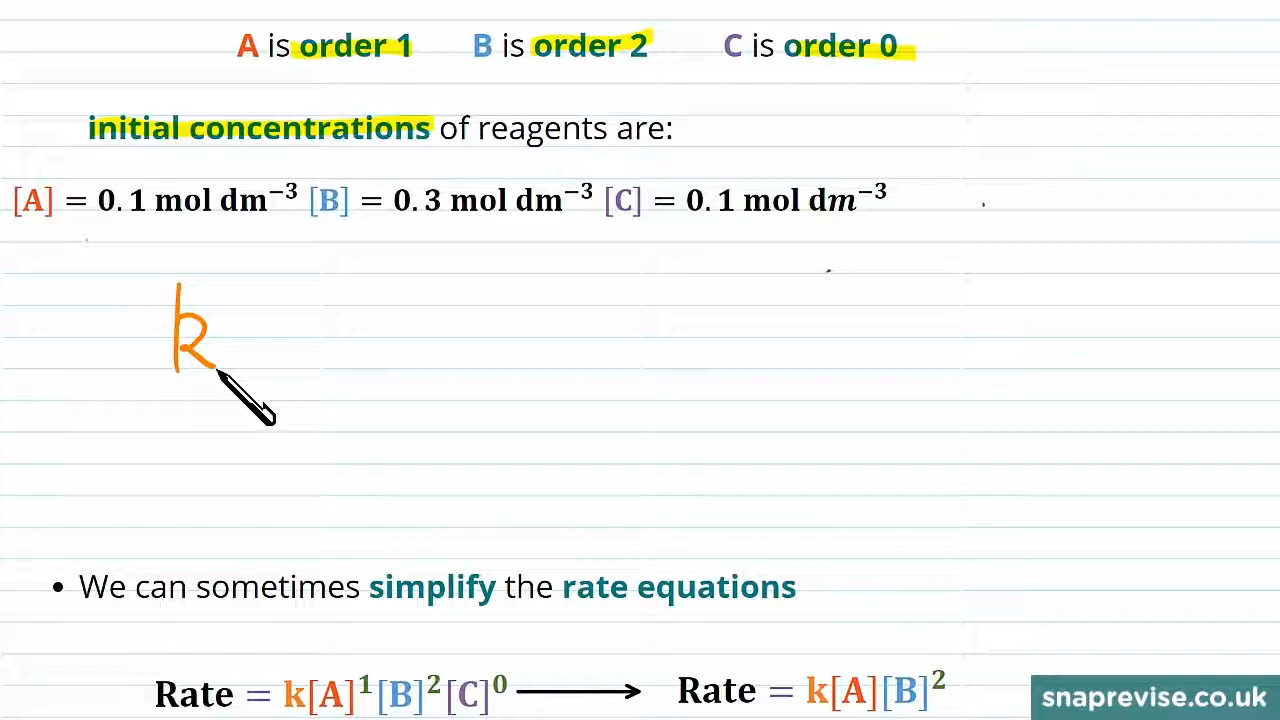 A is order 1 B is order 2 C is order 0
initial concentrations of reagents are:
[A] = 0.1 mol dm⁻³ [B] = 0.3 mol dm⁻³ [C] = 0.1 mol dm⁻³
k
• We can sometimes simplify the rate equations
Rate = k[A]¹[B]²[C]⁰ ⟶ Rate = k[A][B]²
snaprevise.co.uk